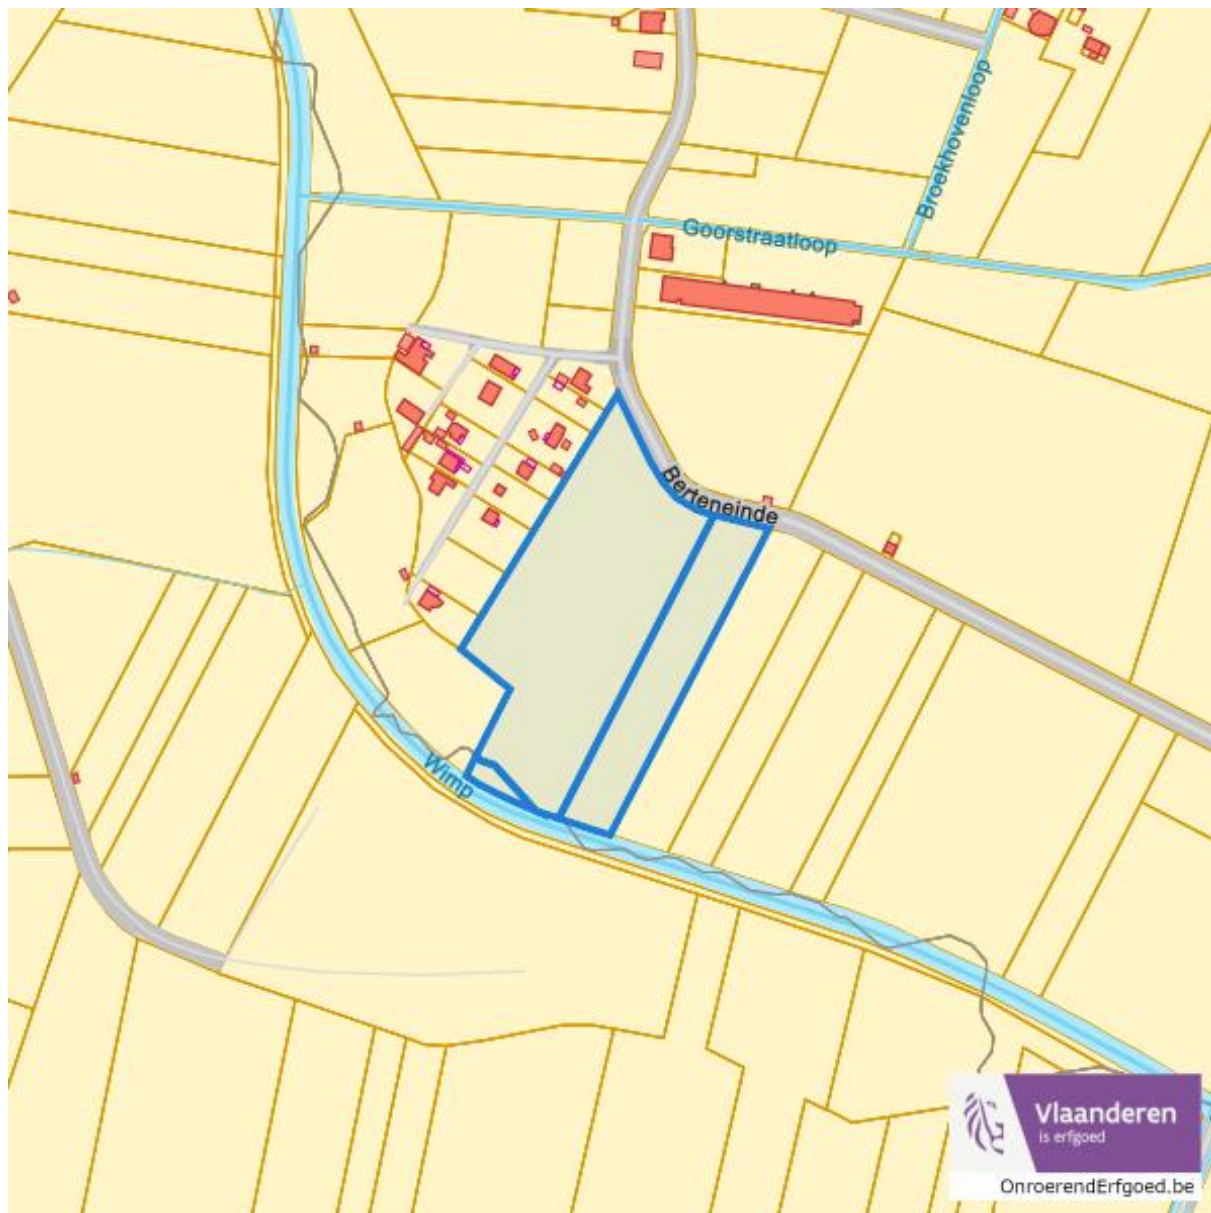 Broekhovenloop
Goorstraatloop
Berteneinde
Wimp
Vlaanderen
is erfgoed
OnroerendErfgoed.be